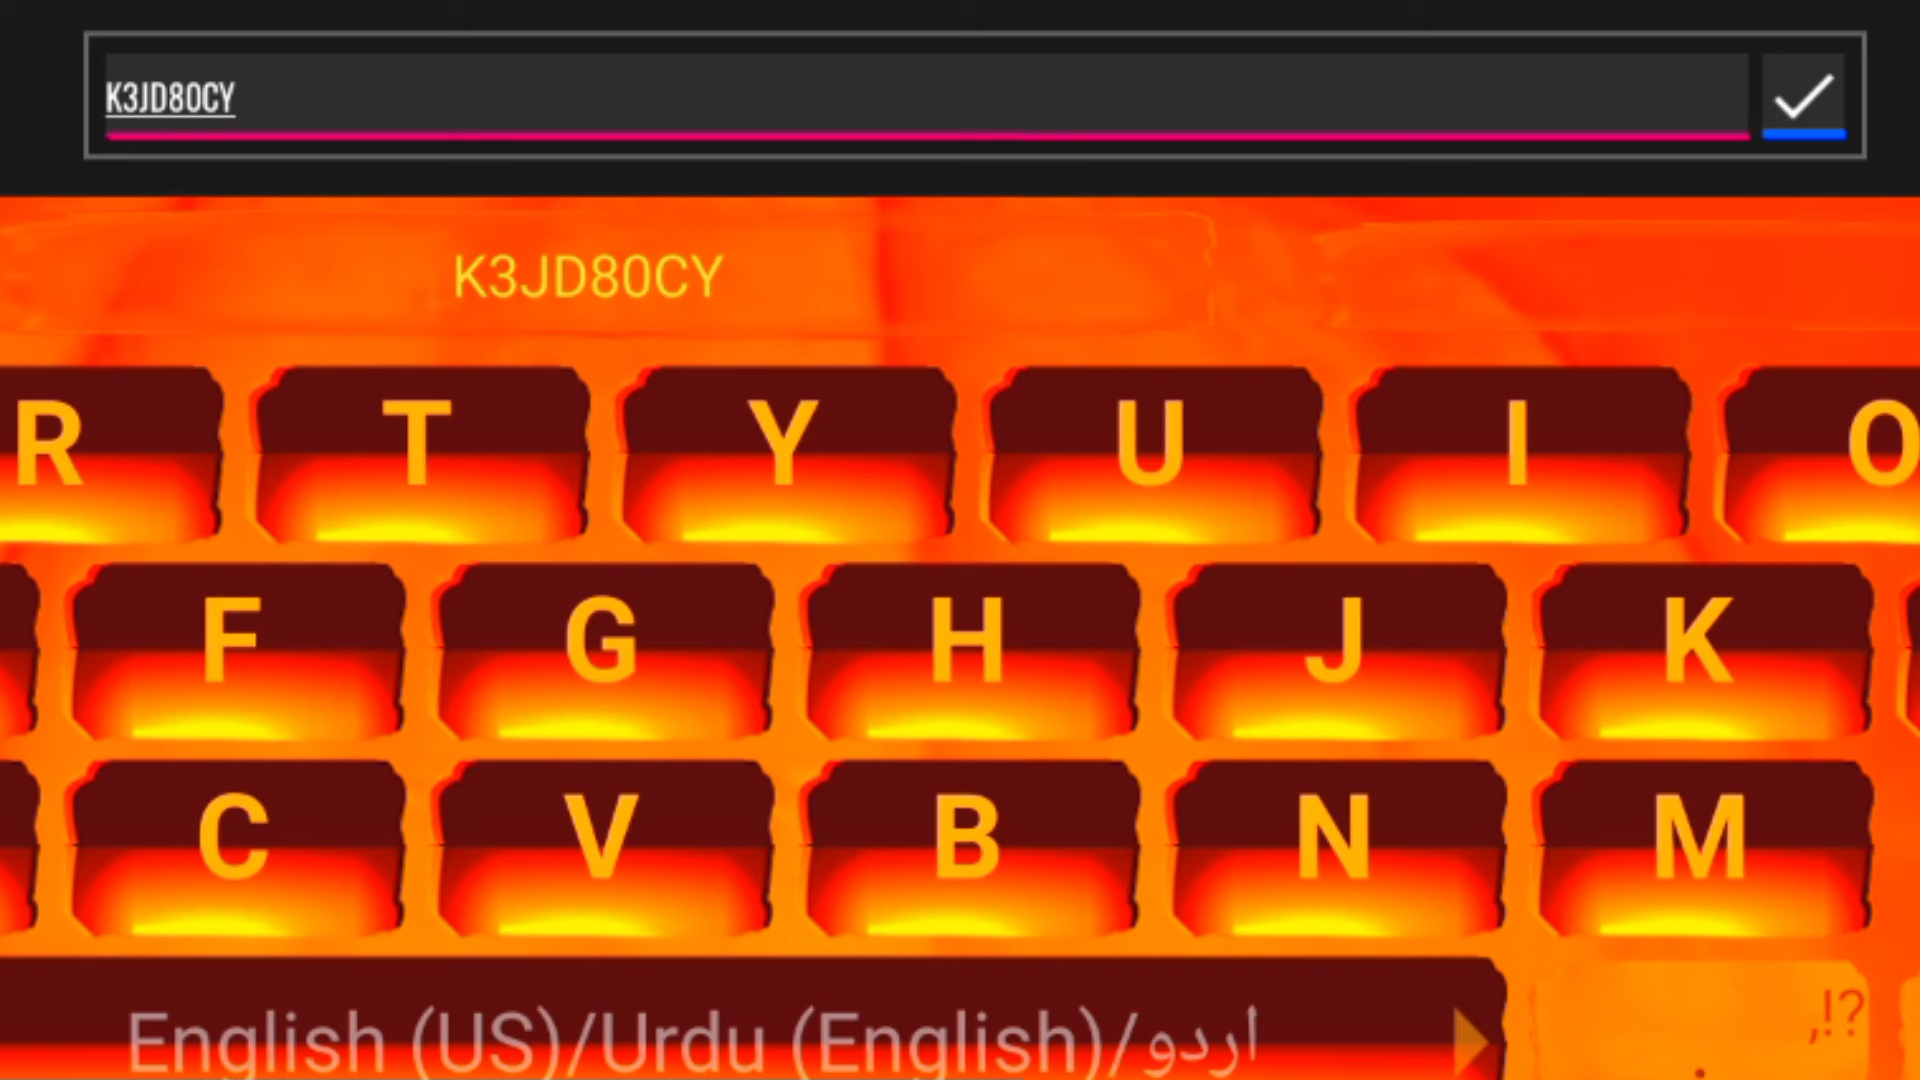 K3JD80CY
K3JD80CY
R T Y U I O
F G H J K
C V B N M
English (US)/Urdu (English)/اردو
,!?
.